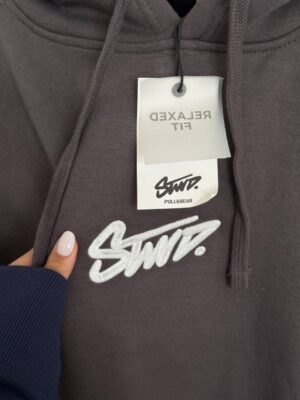 RELAXED
FIT
STWD.
PULL&BEAR
STWD.